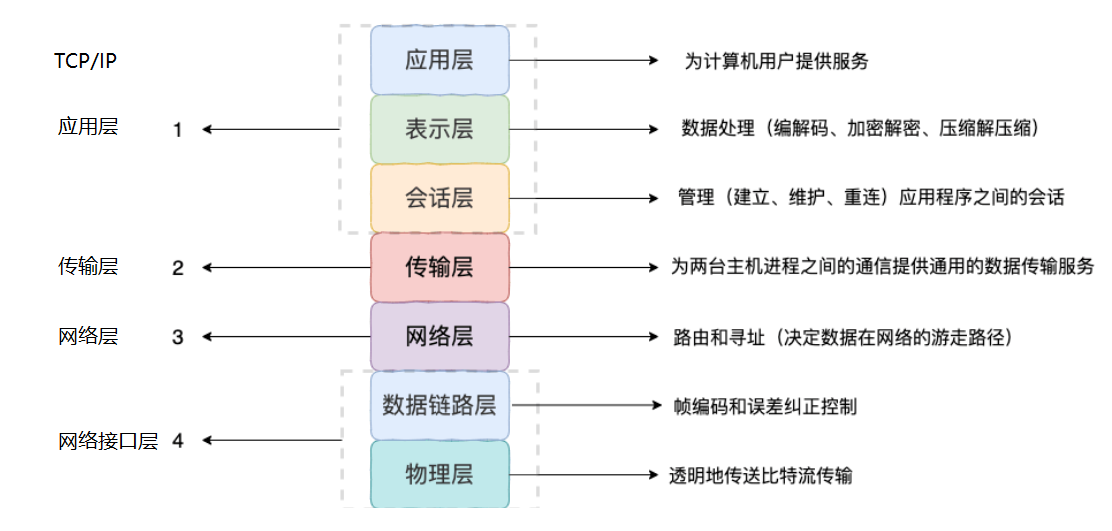 TCP/IP
应用层
为计算机用户提供服务
应用层
1
表示层
数据处理（编解码、加密解密、压缩解压缩）
会话层
管理（建立、维护、重连）应用程序之间的会话
传输层
2
传输层
为两台主机进程之间的通信提供通用的数据传输服务
网络层
3
网络层
路由和寻址（决定数据在网络的游走路径）
数据链路层
帧编码和误差纠正控制
网络接口层
4
物理层
透明地传送比特流传输